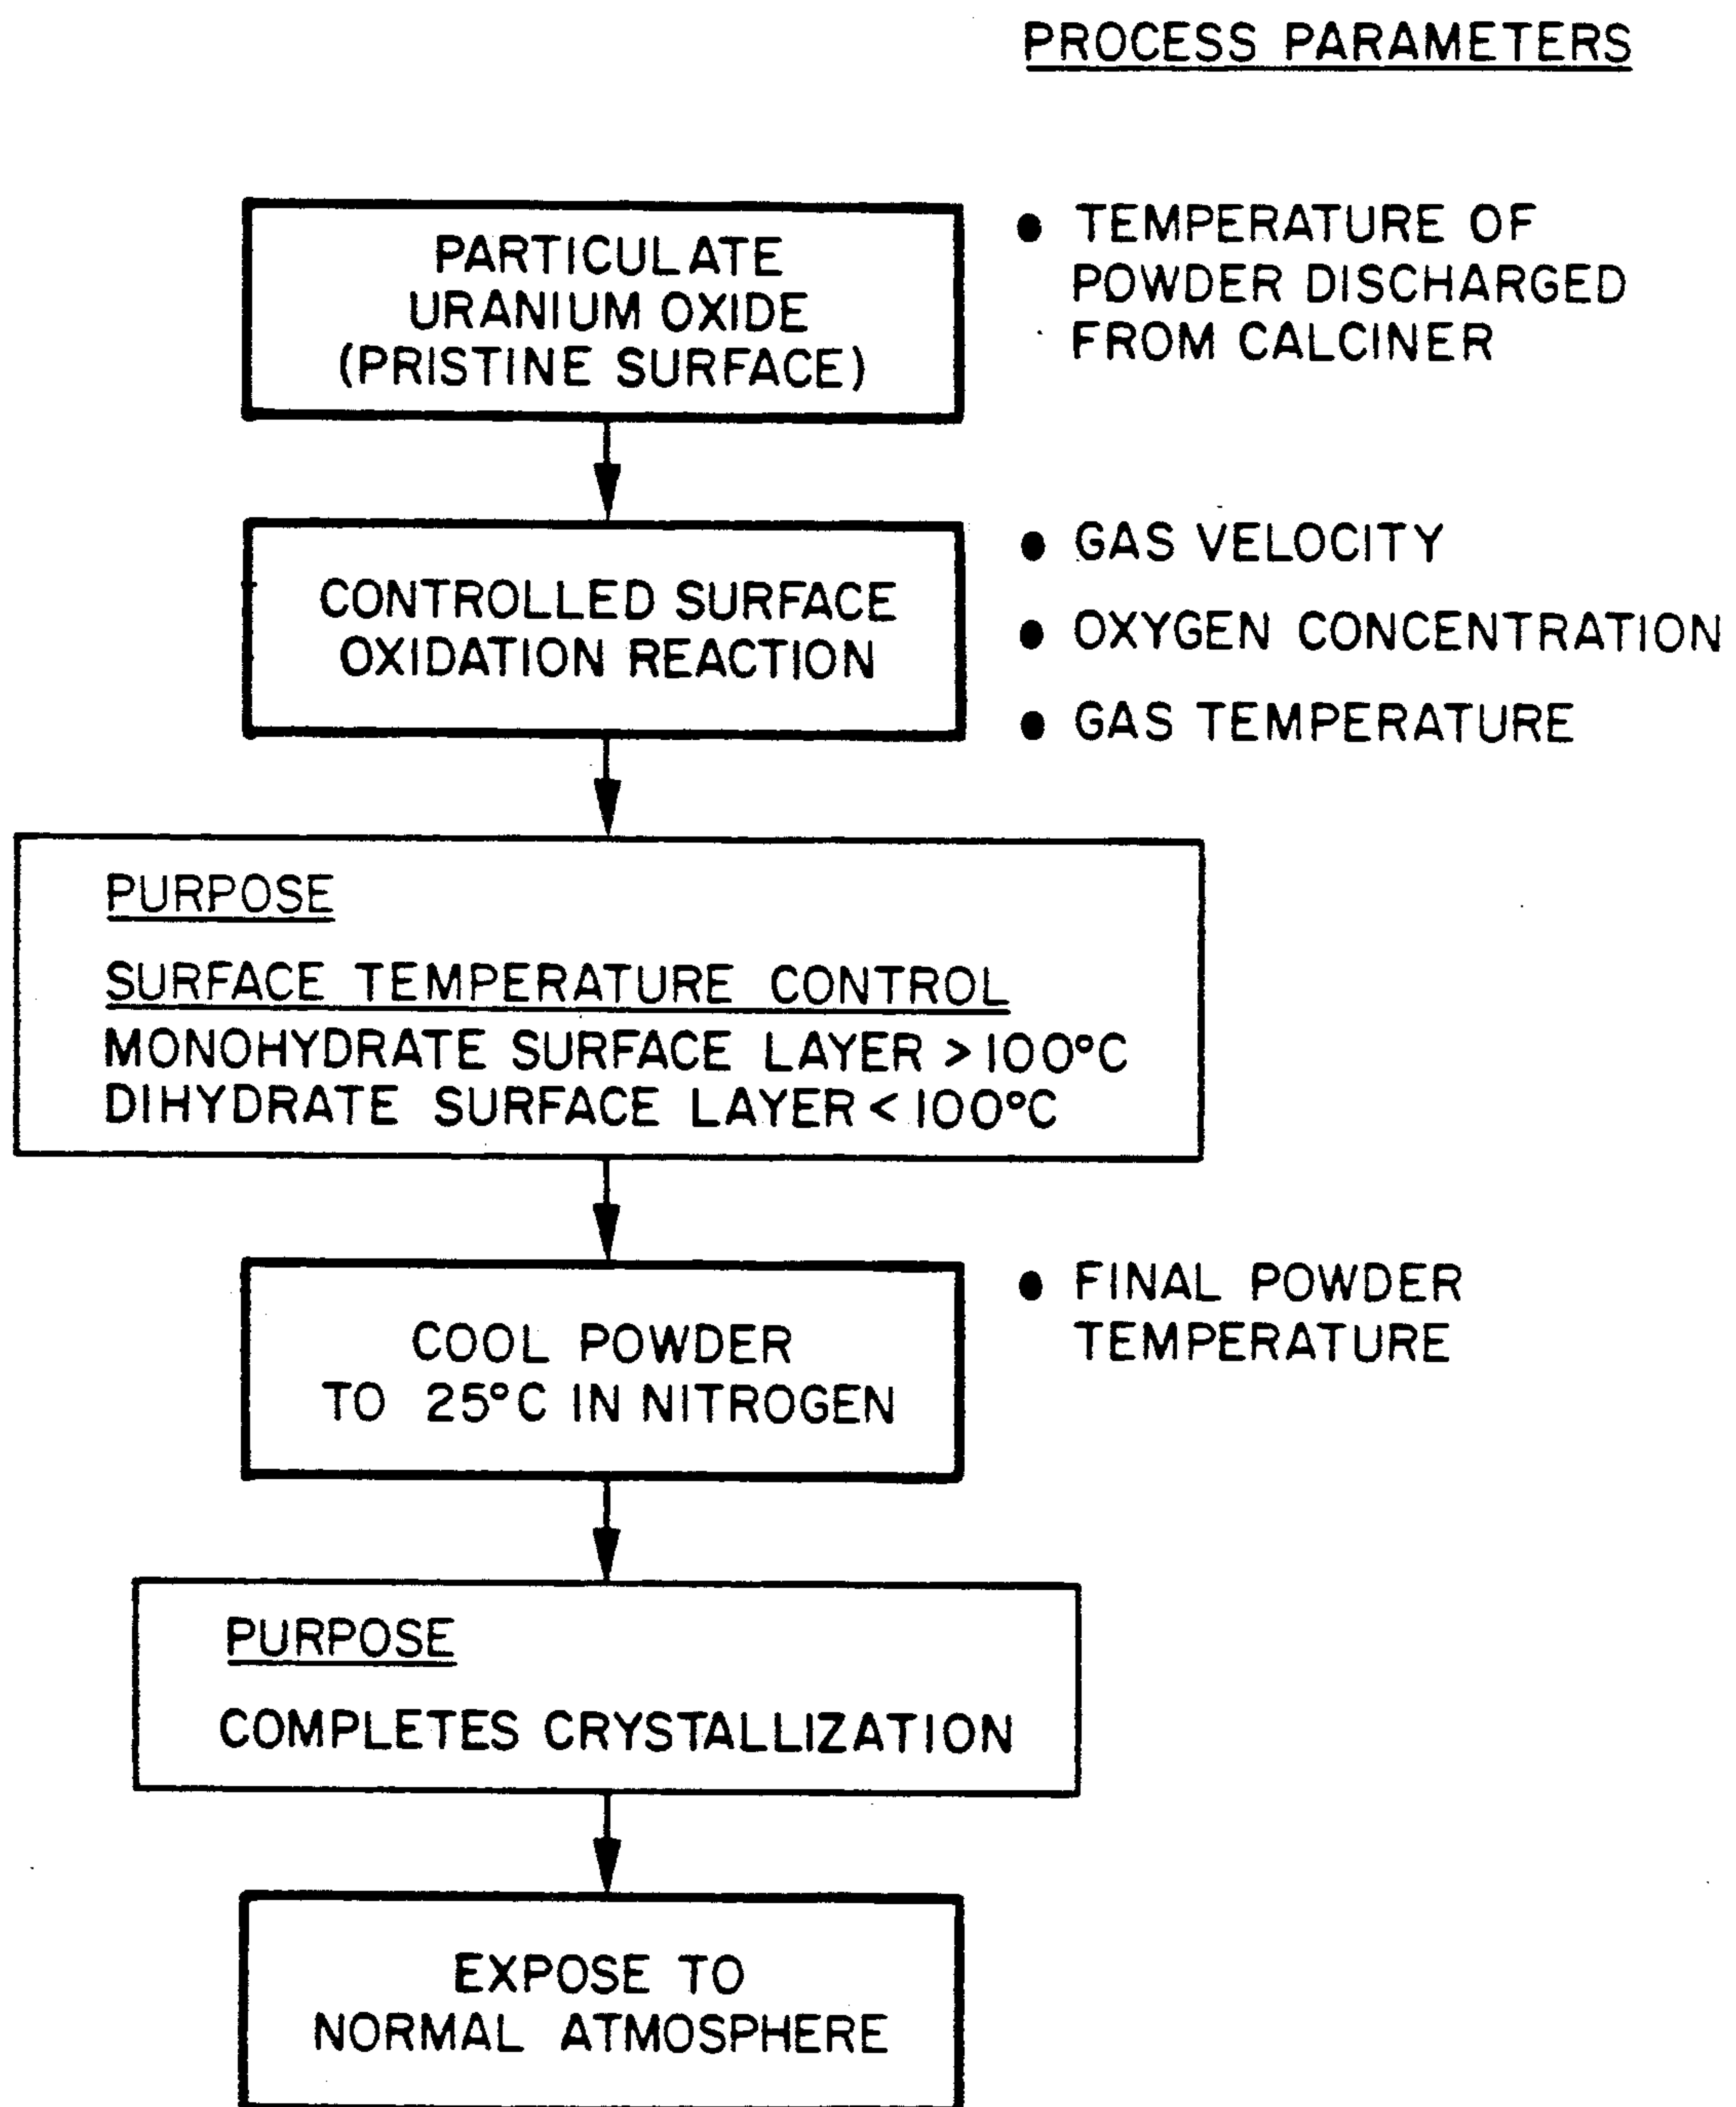 PROCESS PARAMETERS
PARTICULATE
URANIUM OXIDE
(PRISTINE SURFACE)
● TEMPERATURE OF
POWDER DISCHARGED
FROM CALCINER
CONTROLLED SURFACE
OXIDATION REACTION
● GAS VELOCITY
● OXYGEN CONCENTRATION
● GAS TEMPERATURE
PURPOSE
SURFACE TEMPERATURE CONTROL
MONOHYDRATE SURFACE LAYER > 100°C
DIHYDRATE SURFACE LAYER < 100°C
COOL POWDER
TO 25°C IN NITROGEN
● FINAL POWDER
TEMPERATURE
PURPOSE
COMPLETES CRYSTALLIZATION
EXPOSE TO
NORMAL ATMOSPHERE